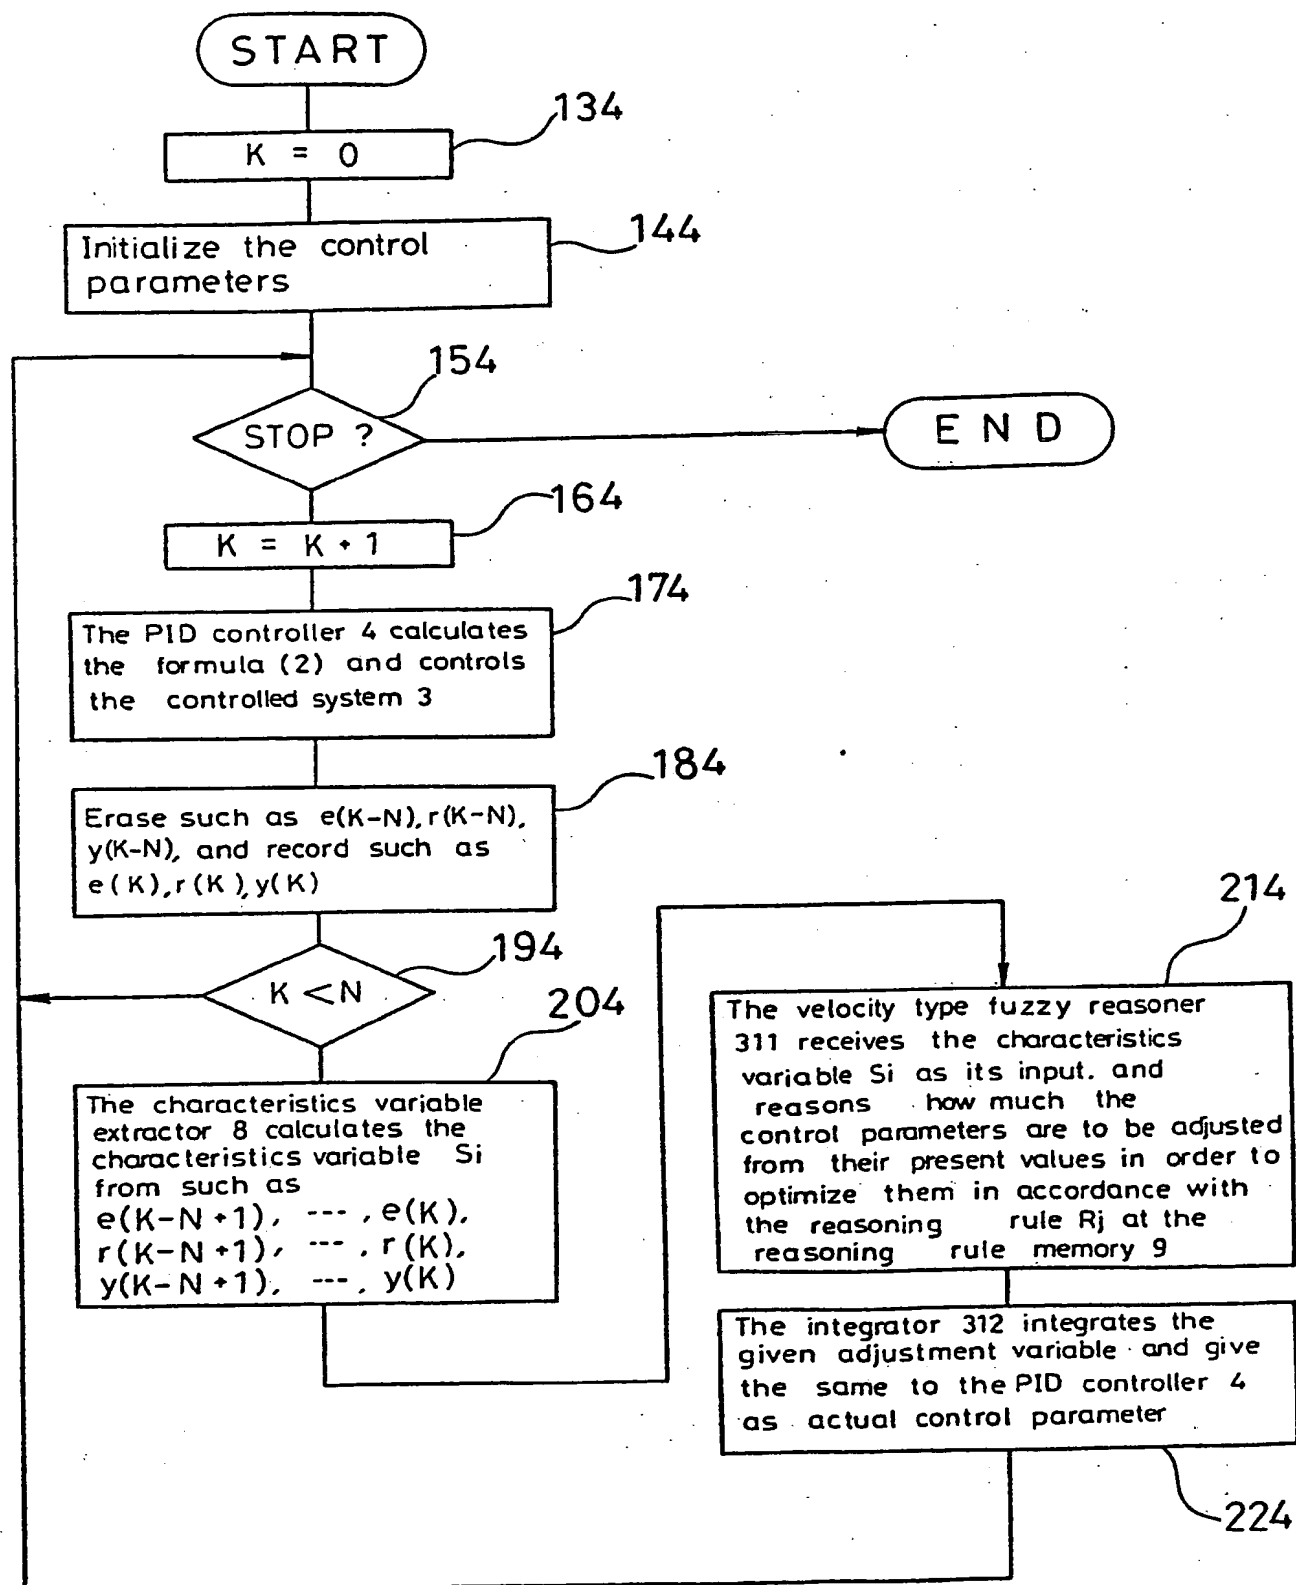 START
134
K = 0
144
Initialize the control
parameters
154
STOP ?
E N D
164
K = K + 1
174
The PID controller 4 calculates
the formula (2) and controls
the controlled system 3
184
Erase such as e(K-N), r(K-N),
y(K-N), and record such as
e(K), r(K), y(K)
194
K < N
204
The characteristics variable
extractor 8 calculates the
characteristics variable Si
from such as
e(K-N+1), ---, e(K),
r(K-N+1), ---, r(K),
y(K-N+1), ---, y(K)
214
The velocity type fuzzy reasoner
311 receives the characteristics
variable Si as its input. and
reasons how much the
control parameters are to be adjusted
from their present values in order to
optimize them in accordance with
the reasoning rule Rj at the
reasoning rule memory 9
The integrator 312 integrates the
given adjustment variable and give
the same to the PID controller 4
as actual control parameter
224